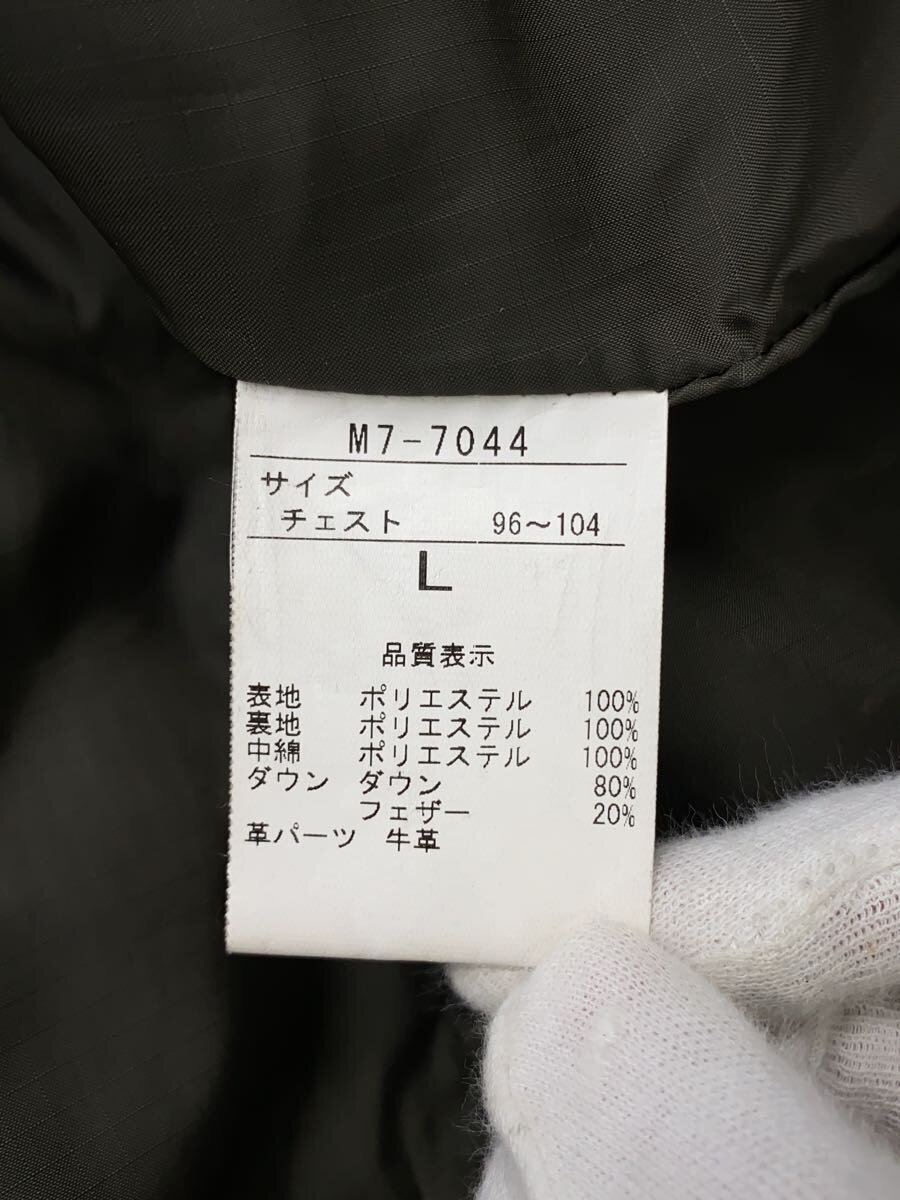 M7-7044
サイズ
チェスト 96～104
L
品質表示
表地 ポリエステル 100%
裏地 ポリエステル 100%
中綿 ポリエステル 100%
ダウン ダウン 80%
フェザー 20%
革パーツ 牛革